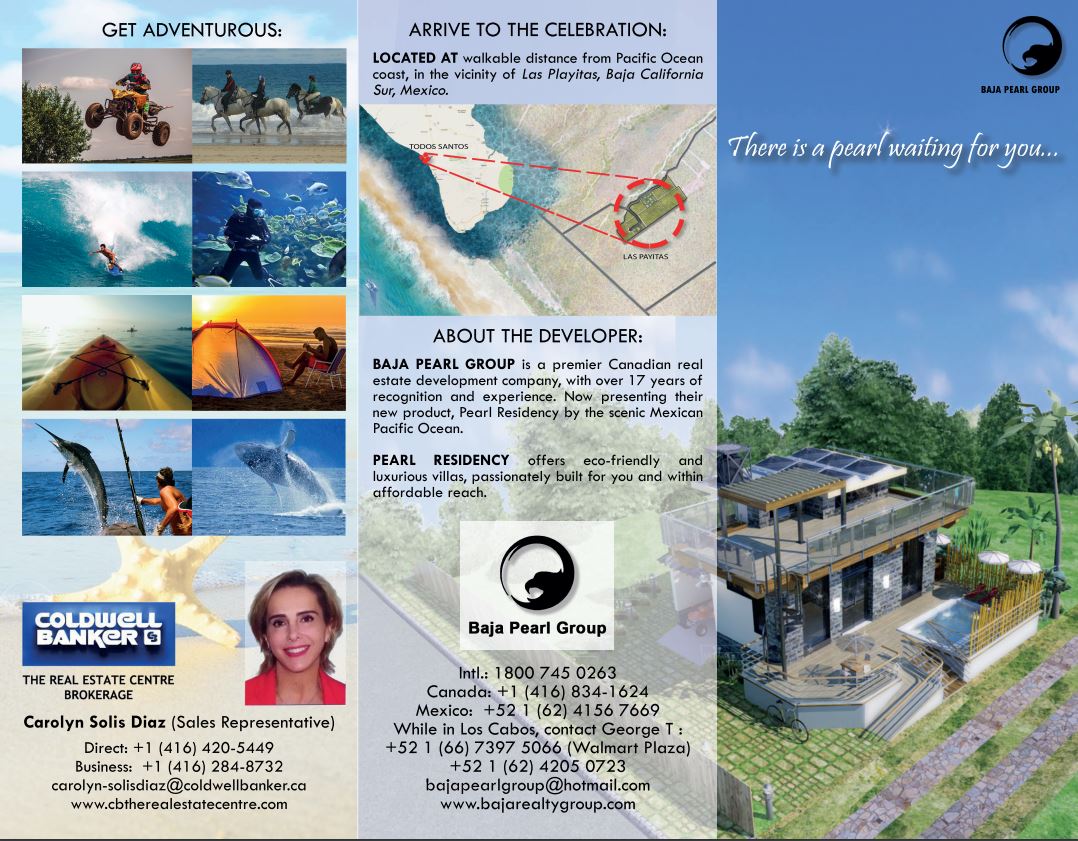 GET ADVENTUROUS:
COLDWELL
BANKER CB
THE REAL ESTATE CENTRE
BROKERAGE
Carolyn Solis Diaz (Sales Representative)
Direct: +1 (416) 420-5449
Business: +1 (416) 284-8732
carolyn-solisdiaz@coldwellbanker.ca
www.cbtherealestatecentre.com
ARRIVE TO THE CELEBRATION:
LOCATED AT walkable distance from Pacific Ocean
coast, in the vicinity of Las Playitas, Baja California
Sur, Mexico.
TODOS SANTOS
LAS PAYITAS
ABOUT THE DEVELOPER:
BAJA PEARL GROUP is a premier Canadian real
estate development company, with over 17 years of
recognition and experience. Now presenting their
new product, Pearl Residency by the scenic Mexican
Pacific Ocean.
PEARL RESIDENCY offers eco-friendly and
luxurious villas, passionately built for you and within
affordable reach.
Baja Pearl Group
Intl.: 1800 745 0263
Canada: +1 (416) 834-1624
Mexico: +52 1 (62) 4156 7669
While in Los Cabos, contact George T :
+52 1 (66) 7397 5066 (Walmart Plaza)
+52 1 (62) 4205 0723
bajapearlgroup@hotmail.com
www.bajarealtygroup.com
BAJA PEARL GROUP
There is a pearl waiting for you...